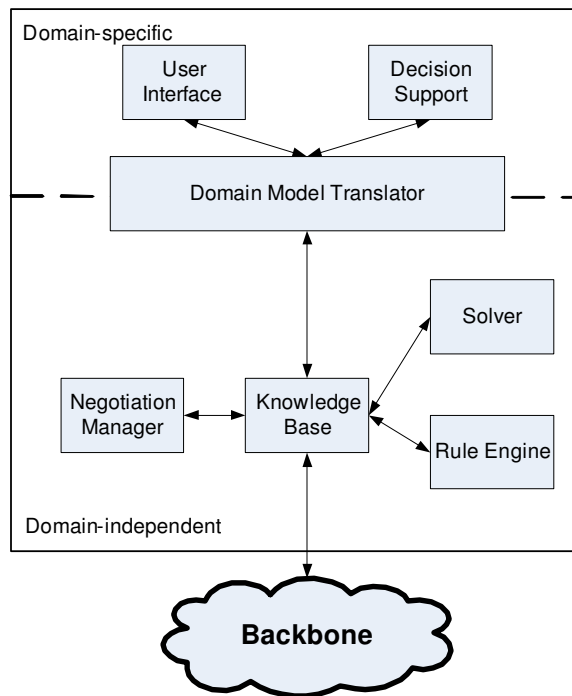 Domain-specific
User
Interface
Decision
Support
Domain Model Translator
Solver
Negotiation
Manager
Knowledge
Base
Rule Engine
Domain-independent
Backbone